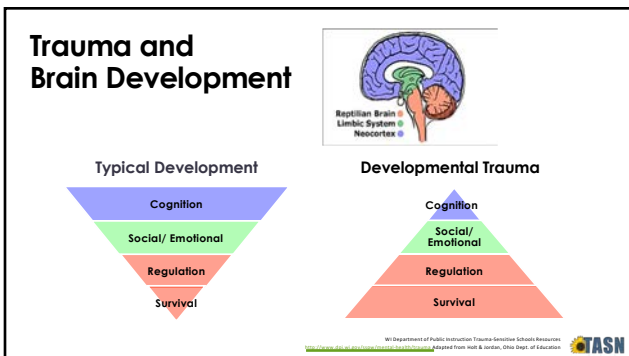 Trauma and
Brain Development
Reptilian Brain
Limbic System
Neocortex
Typical Development
Cognition
Social/ Emotional
Regulation
Survival
Developmental Trauma
Cognition
Social/
Emotional
Regulation
Survival
WI Department of Public Instruction Trauma-Sensitive Schools Resources
Adapted from Holt & Jordan, Ohio Dept. of Education
TASN